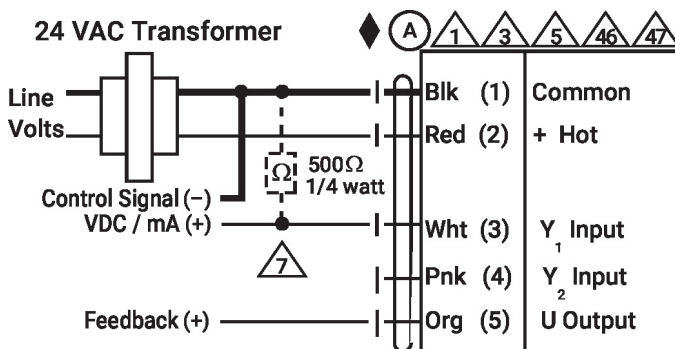 24 VAC Transformer
A 1 3 5 46 47
Line
Volts
Blk (1) Common
Red (2) + Hot
Ω 500Ω
1/4 watt
Control Signal (−)
VDC / mA (+)
Wht (3) Y1 Input
7
Pnk (4) Y2 Input
Feedback (+)
Org (5) U Output